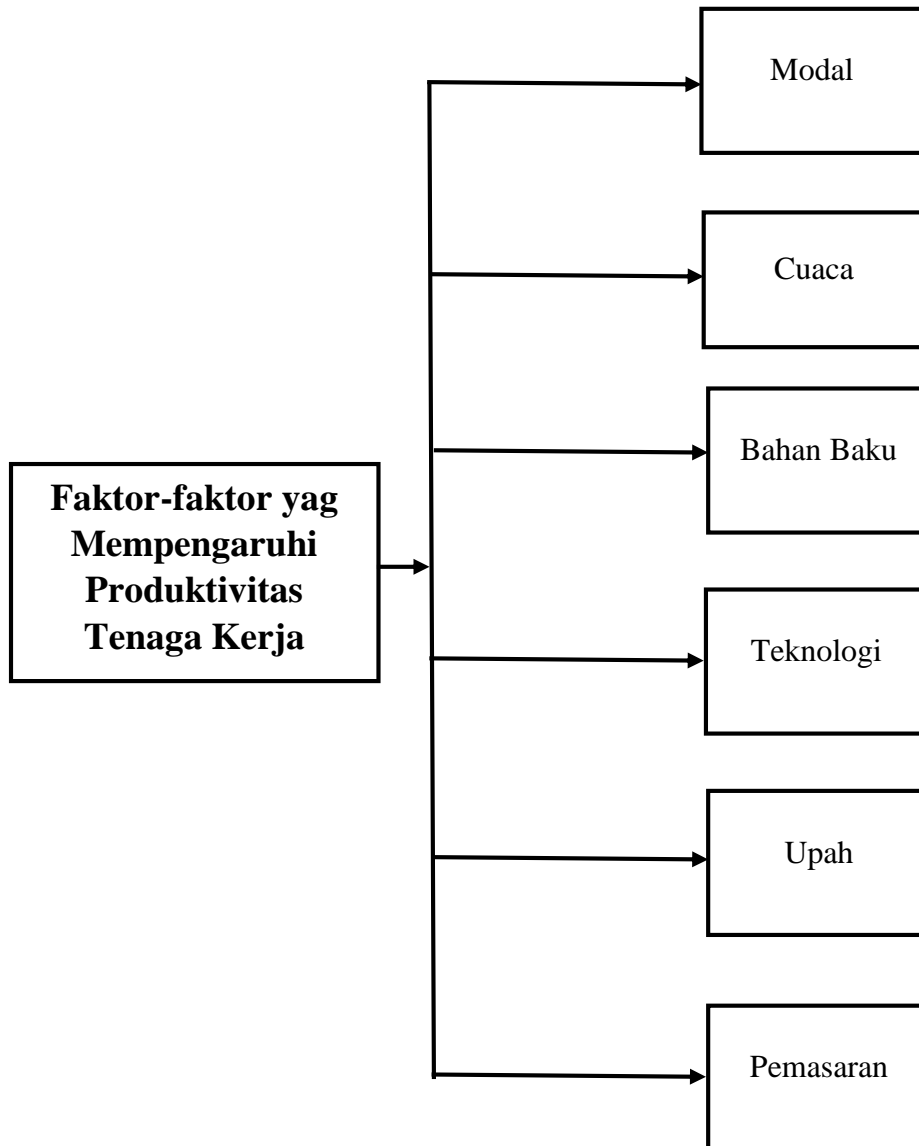 Modal
Cuaca
Bahan Baku
Faktor-faktor yag
Mempengaruhi
Produktivitas
Tenaga Kerja
Teknologi
Upah
Pemasaran